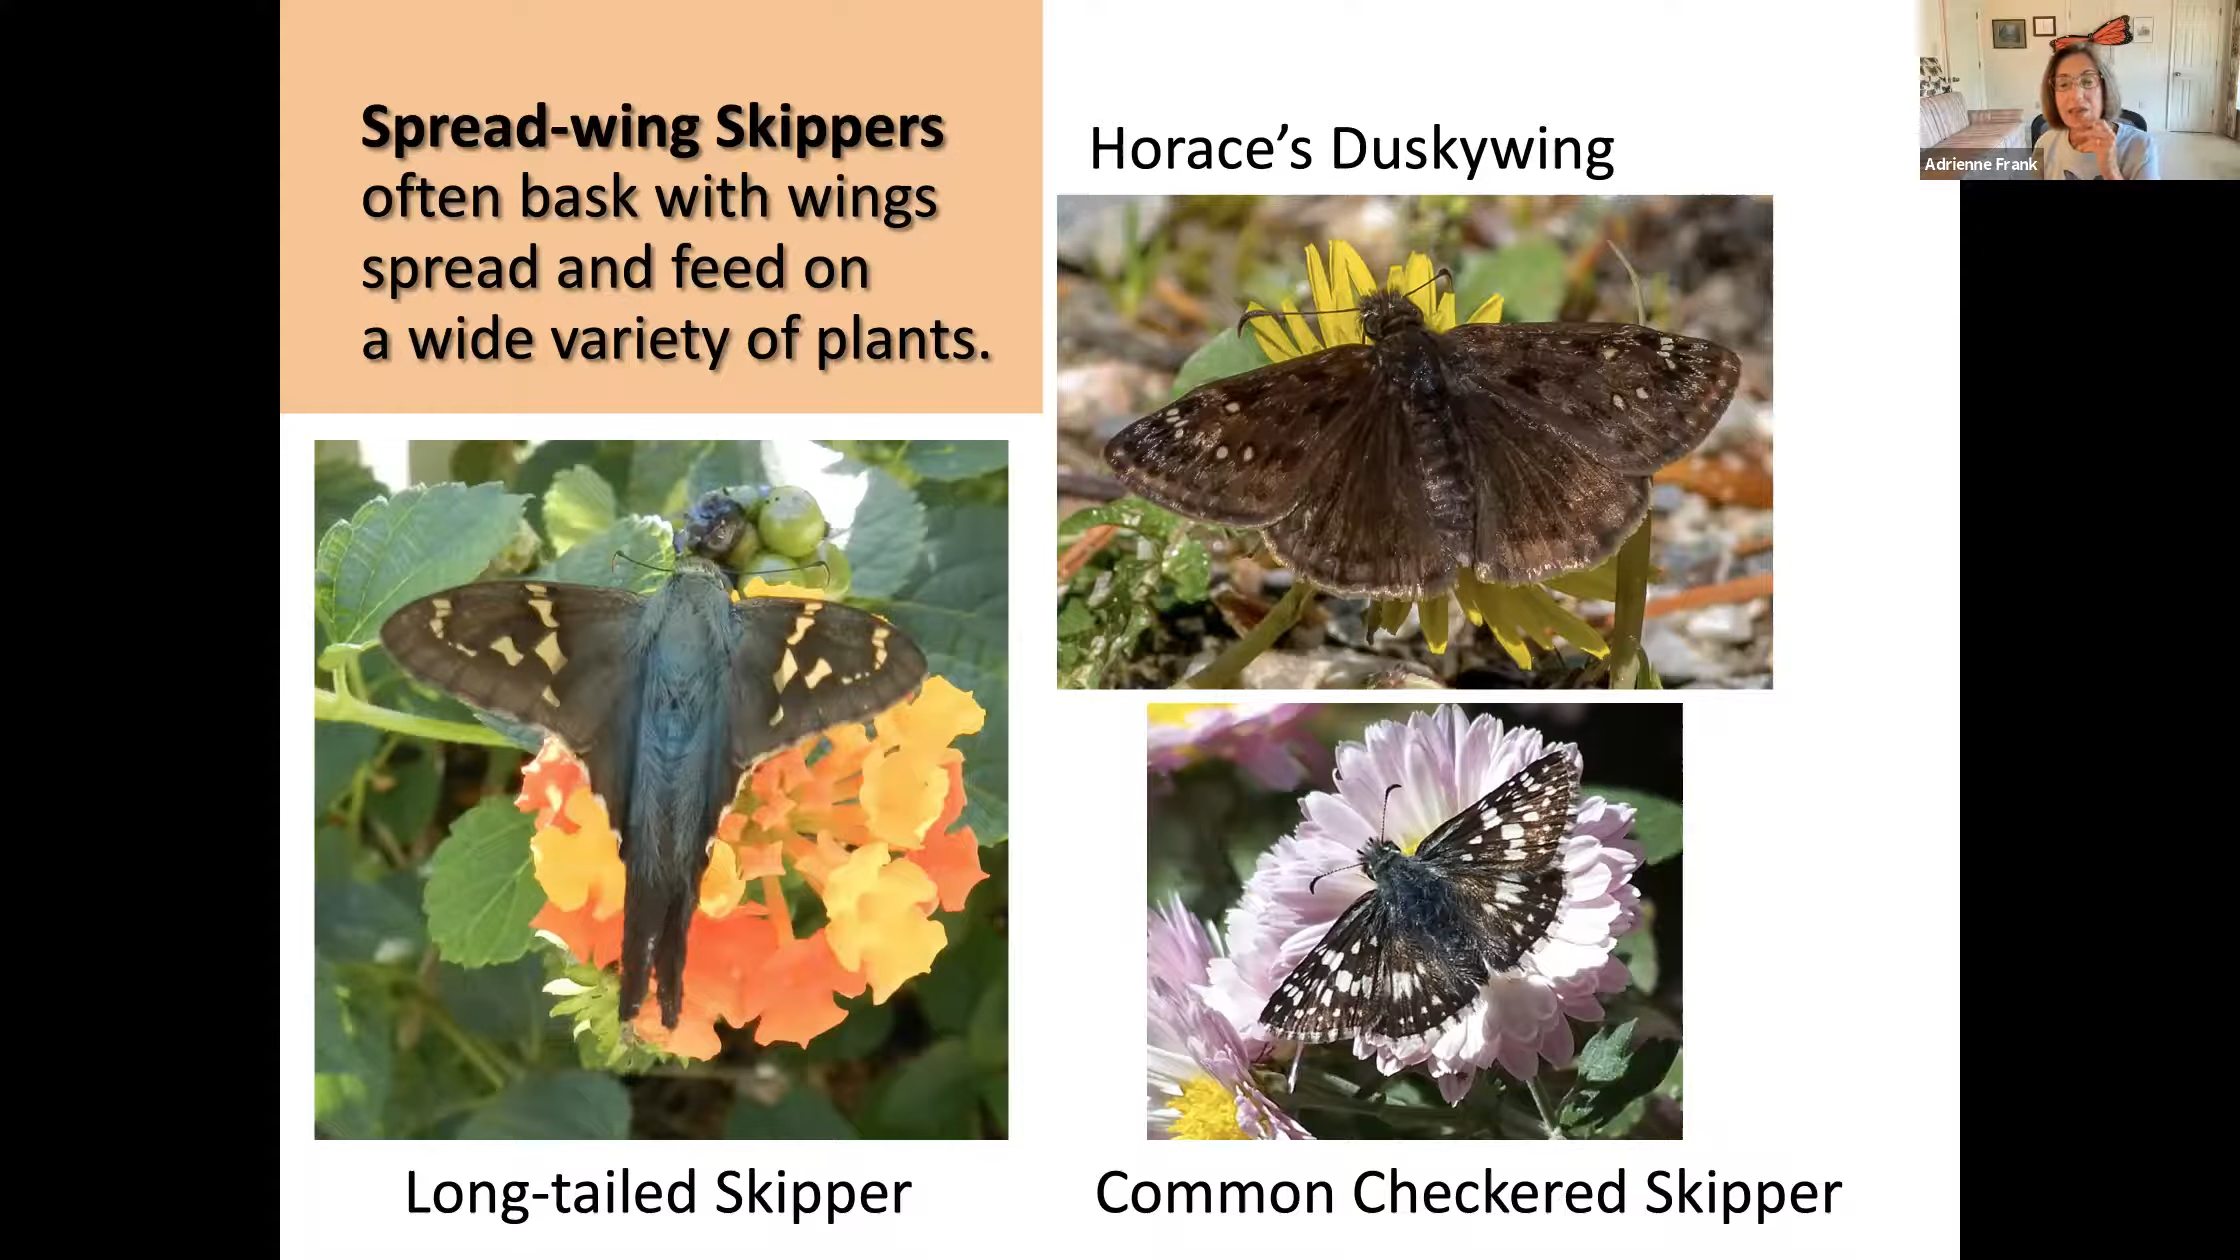 Spread-wing Skippers
often bask with wings
spread and feed on
a wide variety of plants.
Horace’s Duskywing
Adrienne Frank
Long-tailed Skipper
Common Checkered Skipper